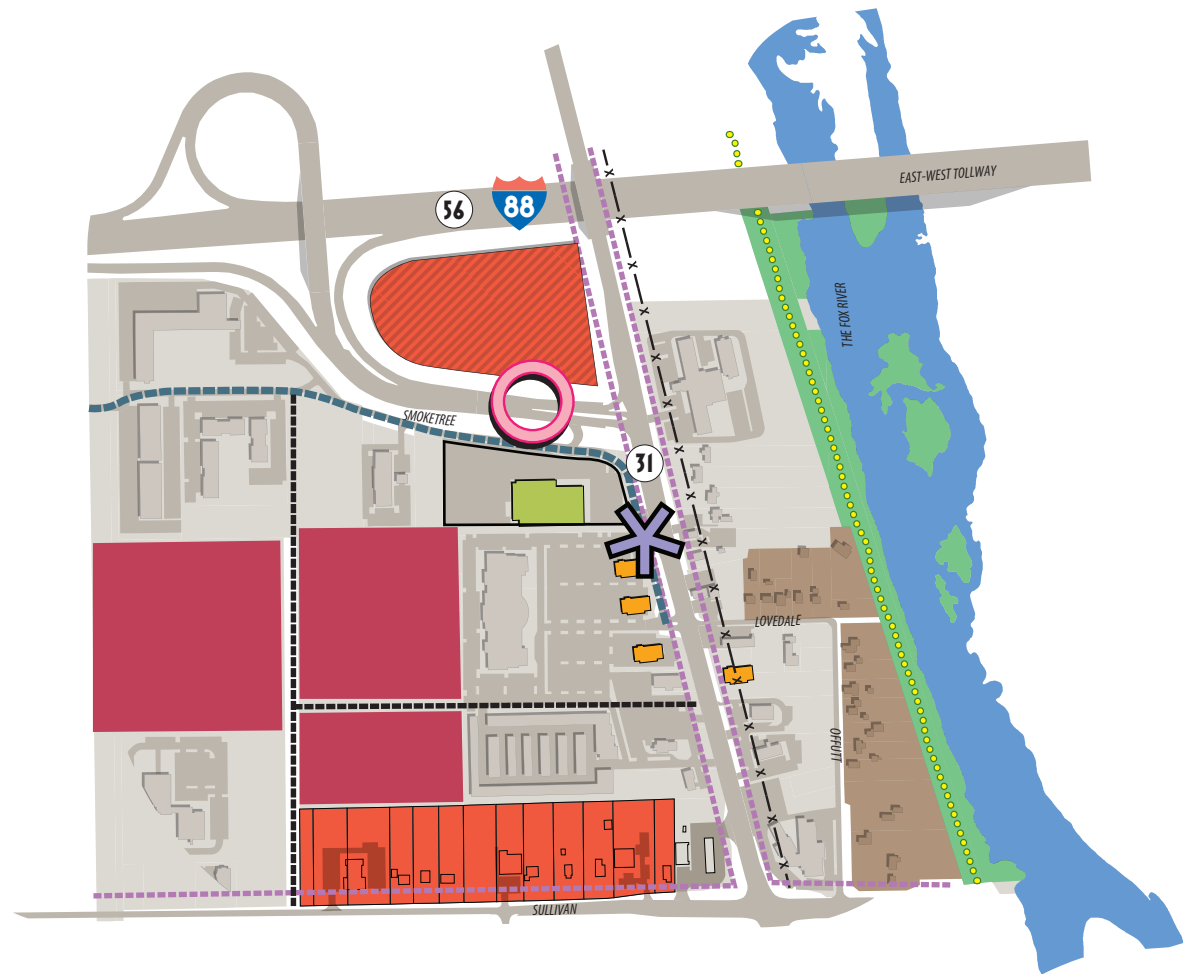 EAST-WEST TOLLWAY
56
88
THE FOX RIVER
SMOKETREE
31
LOVEDALE
OFFUTT
SULLIVAN